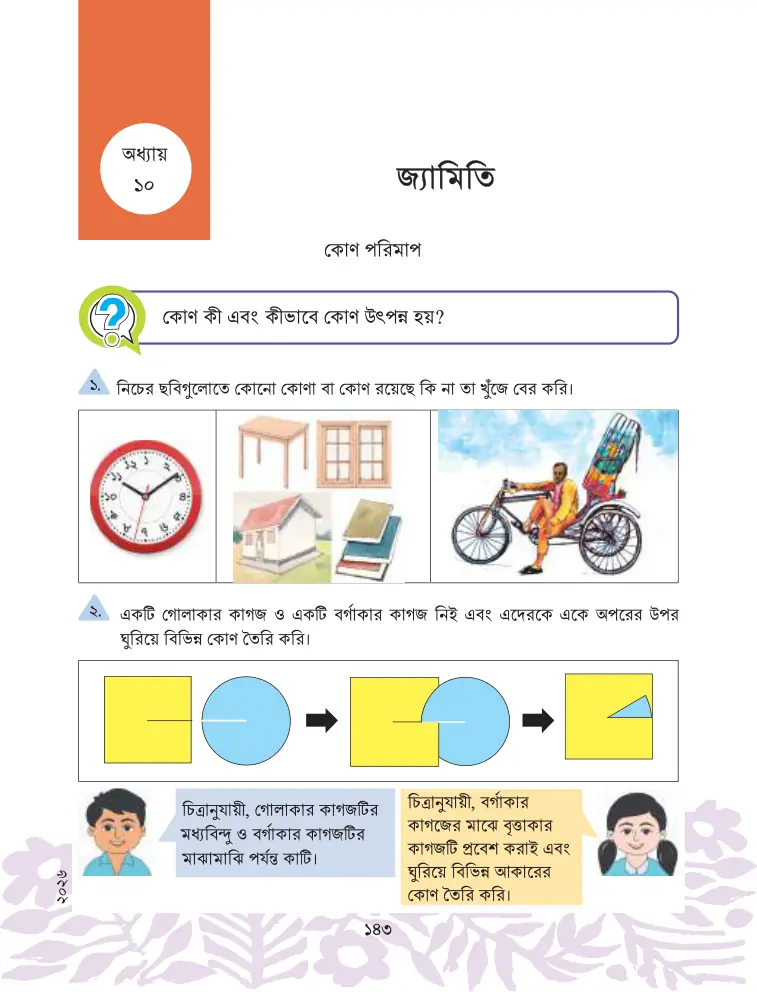 অধ্যায়
১০
জ্যামিতি
কোণ পরিমাপ
কোণ কী এবং কীভাবে কোণ উৎপন্ন হয়?
১. নিচের ছবিগুলোতে কোনো কোণা বা কোণ রয়েছে কি না তা খুঁজে বের করি।
২. একটি গোলাকার কাগজ ও একটি বর্গাকার কাগজ নিই এবং এদেরকে একে অপরের উপর
ঘুরিয়ে বিভিন্ন কোণ তৈরি করি।
চিত্রানুযায়ী, গোলাকার কাগজটির
মধ্যবিন্দু ও বর্গাকার কাগজটির
মাঝামাঝি পর্যন্ত কাটি।
চিত্রানুযায়ী, বর্গাকার
কাগজের মাঝে বৃত্তাকার
কাগজটি প্রবেশ করাই এবং
ঘুরিয়ে বিভিন্ন আকারের
কোণ তৈরি করি।
২০২৬
১৪৩